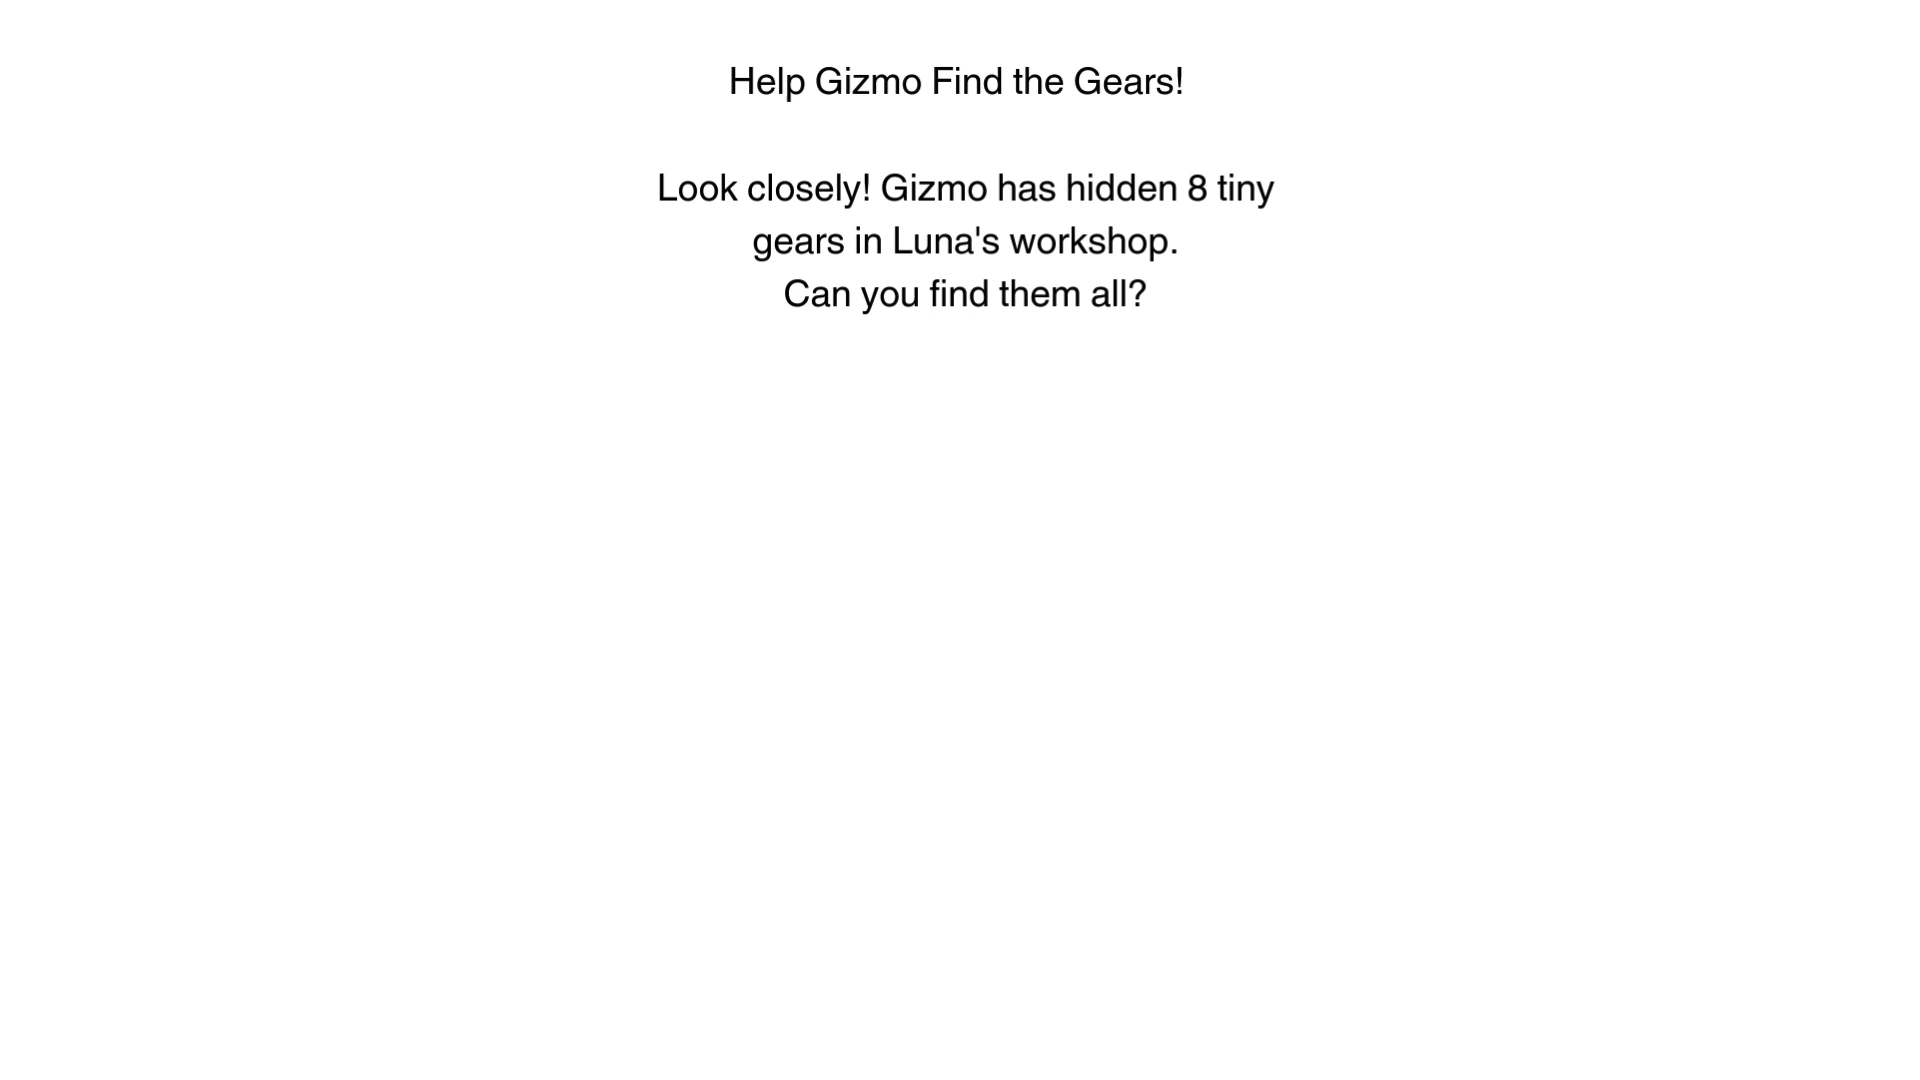 Help Gizmo Find the Gears!
Look closely! Gizmo has hidden 8 tiny
gears in Luna's workshop.
Can you find them all?